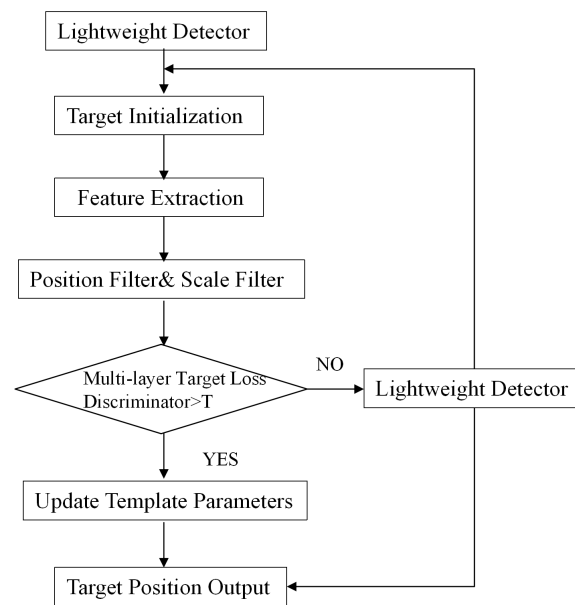 Lightweight Detector
Target Initialization
Feature Extraction
Position Filter& Scale Filter
Multi-layer Target Loss
Discriminator>T
NO
Lightweight Detector
YES
Update Template Parameters
Target Position Output